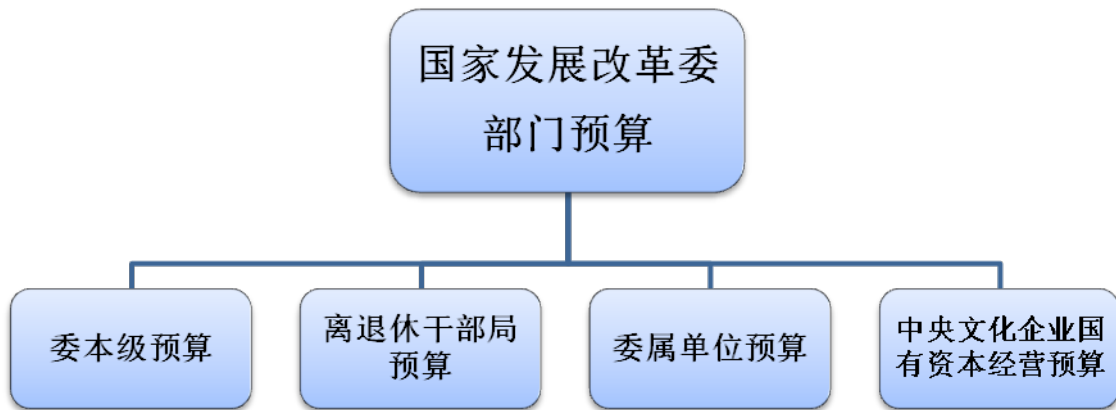 国家发展改革委
部门预算
委本级预算
离退休干部局
预算
委属单位预算
中央文化企业国
有资本经营预算